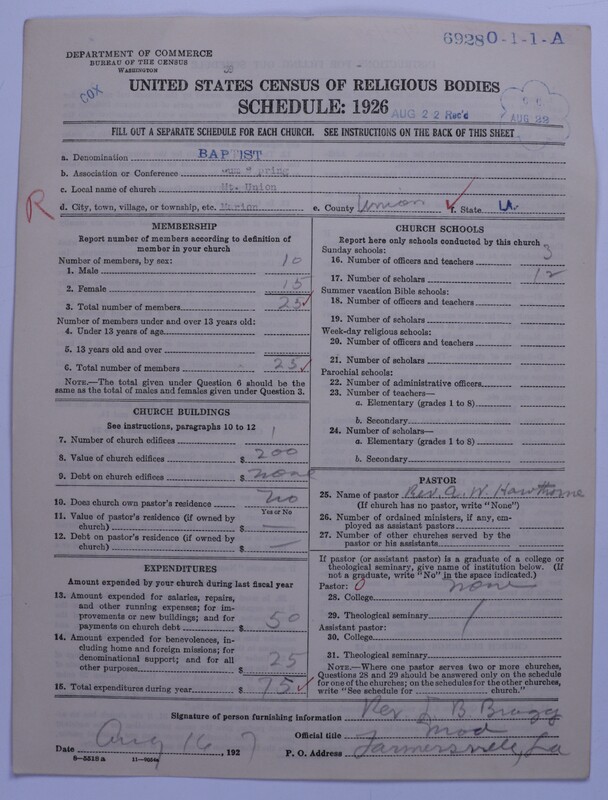 69280-1-1-A
DEPARTMENT OF COMMERCE
BUREAU OF THE CENSUS
WASHINGTON
COX
UNITED STATES CENSUS OF RELIGIOUS BODIES
SCHEDULE: 1926
AUG 22 Rec'd
AUG 22
FILL OUT A SEPARATE SCHEDULE FOR EACH CHURCH. SEE INSTRUCTIONS ON THE BACK OF THIS SHEET
a. Denomination BAPTIST
b. Association or Conference
c. Local name of church Mt. Union
d. City, town, village, or township, etc. Marion e. County Union f. State
R
MEMBERSHIP
Report number of members according to definition of member in your church
Number of members, by sex:
1. Male 10
2. Female 15
3. Total number of members 25
Number of members under and over 13 years old:
4. Under 13 years of age
5. 13 years old and over
6. Total number of members 25
NOTE.—The total given under Question 6 should be the same as the total of males and females given under Question 3.
CHURCH BUILDINGS
See instructions, paragraphs 10 to 12
7. Number of church edifices 1
8. Value of church edifices $ 200
9. Debt on church edifices $ none
10. Does church own pastor's residence no
Yes or No
11. Value of pastor's residence (if owned by church) $ —
12. Debt on pastor's residence (if owned by church) $ —
EXPENDITURES
Amount expended by your church during last fiscal year
13. Amount expended for salaries, repairs, and other running expenses; for improvements or new buildings; and for payments on church debt $ 50
14. Amount expended for benevolences, including home and foreign missions; for denominational support; and for all other purposes $ 25
15. Total expenditures during year $ 75
CHURCH SCHOOLS
Report here only schools conducted by this church
Sunday schools:
16. Number of officers and teachers 3
17. Number of scholars 12
Summer vacation Bible schools:
18. Number of officers and teachers
19. Number of scholars
Week-day religious schools:
20. Number of officers and teachers
21. Number of scholars
Parochial schools:
22. Number of administrative officers
23. Number of teachers—
a. Elementary (grades 1 to 8)
b. Secondary
24. Number of scholars—
a. Elementary (grades 1 to 8)
b. Secondary
PASTOR
25. Name of pastor Rev. A. W. Hawthorne
(If church has no pastor, write "None")
26. Number of ordained ministers, if any, employed as assistant pastors
27. Number of other churches served by the pastor or his assistants
If pastor (or assistant pastor) is a graduate of a college or theological seminary, give name of institution below. (If not a graduate, write "No" in the space indicated.)
Pastor: 0
28. College none
29. Theological seminary
Assistant pastor:
30. College
31. Theological seminary
NOTE.—Where one pastor serves two or more churches, Questions 28 and 29 should be answered only on the schedule for one of the churches; on the schedules for the other churches, write "See schedule for church."
Signature of person furnishing information Rev L B Bragg
Official title Mod
Date Aug 16, 1927 P. O. Address Farmersville, La
8—5518 a